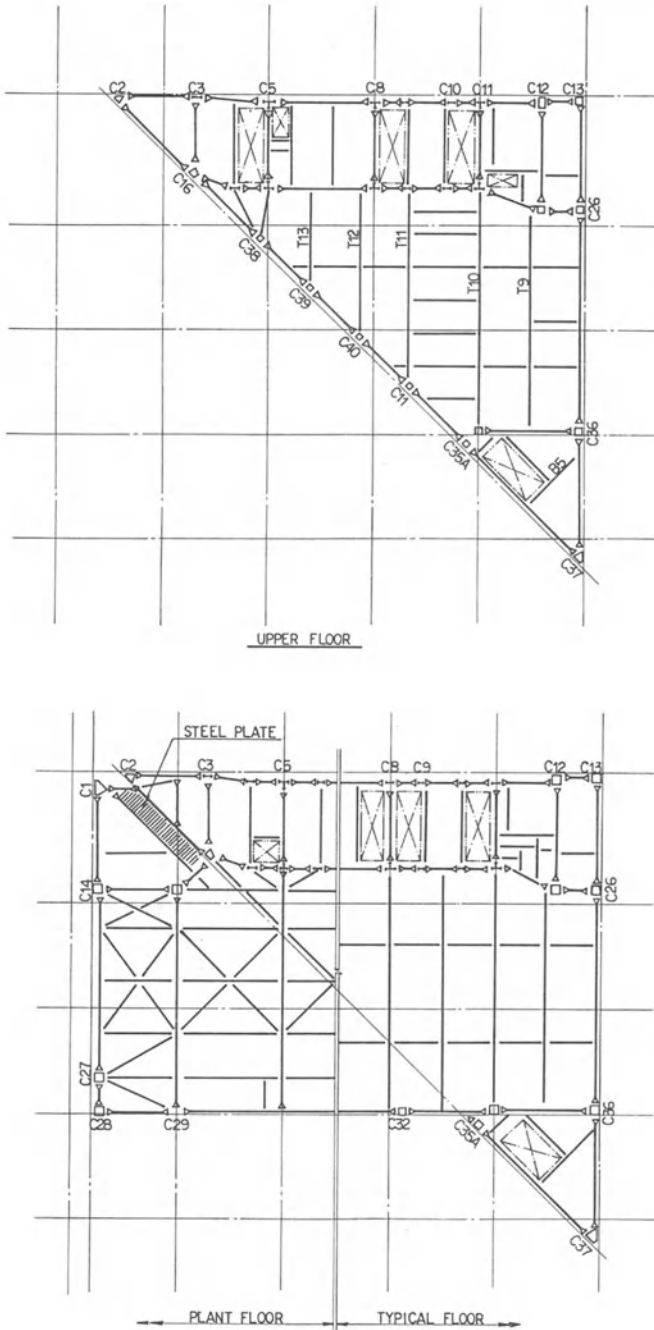 C2 C3 C5 C8 C10 C11 C12 C13
C16
C26
C38
T13 T12 T11 T10 T9
C39
C40
C11
C36
C35A
B5
C37
UPPER FLOOR
STEEL PLATE
C2 C3 C5 C8 C9 C12 C13
C1
C14
C26
C27
C28 C29 C32 C35A C36
C37
PLANT FLOOR TYPICAL FLOOR